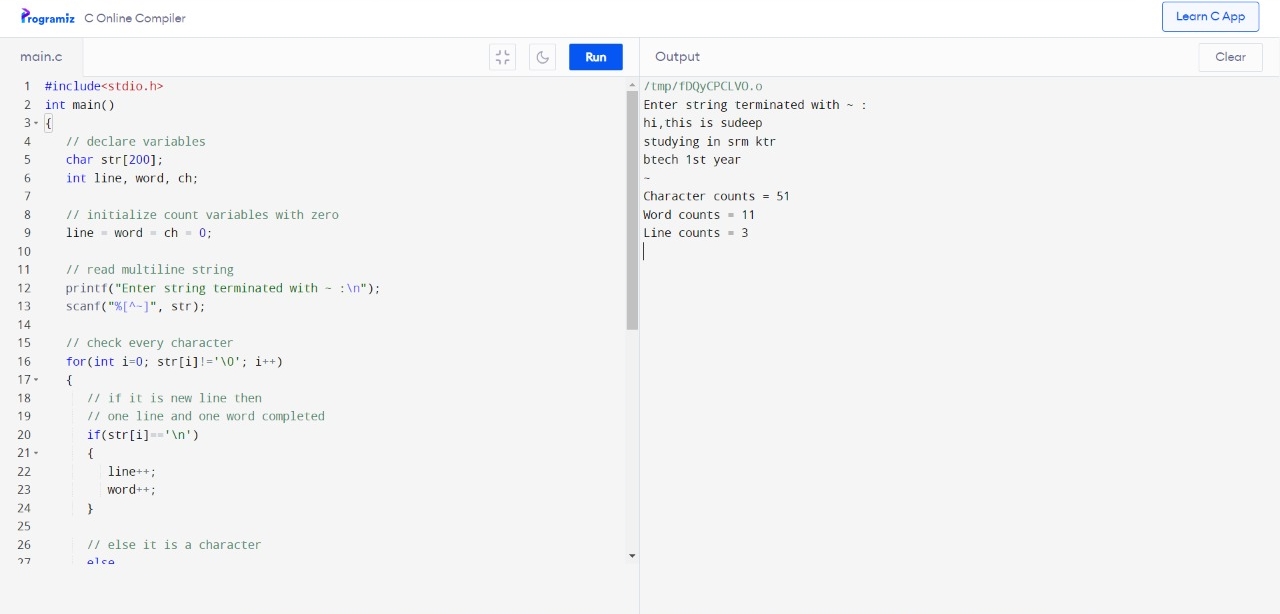 Programiz C Online Compiler
Learn C App
main.c
Run
Output
Clear
1 #include<stdio.h>
2 int main()
3 {
4 // declare variables
5 char str[200];
6 int line, word, ch;
7
8 // initialize count variables with zero
9 line = word = ch = 0;
10
11 // read multiline string
12 printf("Enter string terminated with ~ :\n");
13 scanf("%[^~]", str);
14
15 // check every character
16 for(int i=0; str[i]!='\0'; i++)
17 {
18 // if it is new line then
19 // one line and one word completed
20 if(str[i]=='\n')
21 {
22 line++;
23 word++;
24 }
25
26 // else it is a character
27 else
/tmp/fDQyCPCLVO.o
Enter string terminated with ~ :
hi,this is sudeep
studying in srm ktr
btech 1st year
~
Character counts = 51
Word counts = 11
Line counts = 3